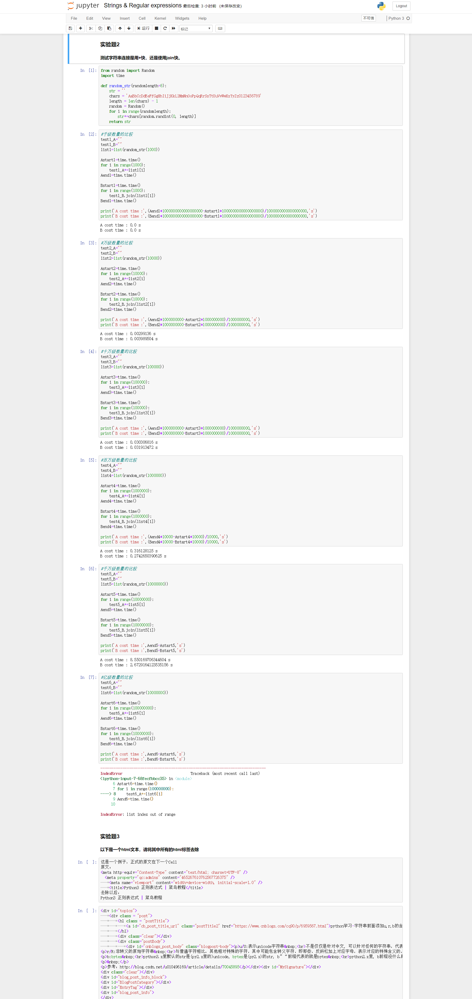 jupyter Strings & Regular expressions 最后检查: 3 小时前 (未保存改变)
Logout
File Edit View Insert Cell Kernel Widgets Help
不可信 Python 3
运行 标记
实验题2
测试字符串连接是用+快，还是使用join快。
In [1]:
from random import Random
import time
def random_str(randomlength=8):
    str = ''
    chars = 'AaBbCcDdEeFfGgHhIiJjKkLlMmNnOoPpQqRrSsTtUuVvWwXxYyZz0123456789'
    length = len(chars) - 1
    random = Random()
    for i in range(randomlength):
        str+=chars[random.randint(0, length)]
    return str
In [2]:
#千级数量的比较
test1_A=""
test1_B=""
list1=list(random_str(1000))
Astart1=time.time()
for i in range(1000):
    test1_A+=list1[i]
Aend1=time.time()
Bstart1=time.time()
for i in range(1000):
    test1_B.join(list1[i])
Bend1=time.time()
print('A cost time :',(Aend1*1000000000000000000-Astart1*1000000000000000000)/1000000000000000000,'s')
print('B cost time :',(Bend1*1000000000000000000-Bstart1*1000000000000000000)/1000000000000000000,'s')
A cost time : 0.0 s
B cost time : 0.0 s
In [3]:
#万级数量的比较
test2_A=""
test2_B=""
list2=list(random_str(10000))
Astart2=time.time()
for i in range(10000):
    test2_A+=list2[i]
Aend2=time.time()
Bstart2=time.time()
for i in range(10000):
    test2_B.join(list2[i])
Bend2=time.time()
print('A cost time :',(Aend2*1000000000-Astart2*1000000000)/1000000000,'s')
print('B cost time :',(Bend2*1000000000-Bstart2*1000000000)/1000000000,'s')
A cost time : 0.00299136 s
B cost time : 0.003989504 s
In [4]:
#十万级数量的比较
test3_A=""
test3_B=""
list3=list(random_str(100000))
Astart3=time.time()
for i in range(100000):
    test3_A+=list3[i]
Aend3=time.time()
Bstart3=time.time()
for i in range(100000):
    test3_B.join(list3[i])
Bend3=time.time()
print('A cost time :',(Aend3*1000000000-Astart3*1000000000)/1000000000,'s')
print('B cost time :',(Bend3*1000000000-Bstart3*1000000000)/1000000000,'s')
A cost time : 0.030306816 s
B cost time : 0.031913472 s
In [5]:
#百万级数量的比较
test4_A=""
test4_B=""
list4=list(random_str(1000000))
Astart4=time.time()
for i in range(1000000):
    test4_A+=list4[i]
Aend4=time.time()
Bstart4=time.time()
for i in range(1000000):
    test4_B.join(list4[i])
Bend4=time.time()
print('A cost time :',(Aend4*10000-Astart4*10000)/10000,'s')
print('B cost time :',(Bend4*10000-Bstart4*10000)/10000,'s')
A cost time : 0.316128125 s
B cost time : 0.2742650390625 s
In [6]:
#千万级数量的比较
test5_A=""
test5_B=""
list5=list(random_str(10000000))
Astart5=time.time()
for i in range(10000000):
    test5_A+=list5[i]
Aend5=time.time()
Bstart5=time.time()
for i in range(10000000):
    test5_B.join(list5[i])
Bend5=time.time()
print('A cost time :',Aend5-Astart5,'s')
print('B cost time :',Bend5-Bstart5,'s')
A cost time : 8.550169706344604 s
B cost time : 2.6729164123535156 s
In [7]:
#亿级数量的比较
test6_A=""
test6_B=""
list6=list(random_str(10000000))
Astart6=time.time()
for i in range(100000000):
    test6_A+=list6[i]
Aend6=time.time()
Bstart6=time.time()
for i in range(10000000):
    test6_B.join(list6[i])
Bend6=time.time()
print('A cost time :',Aend6-Astart6,'s')
print('B cost time :',Bend6-Bstart6,'s')
---------------------------------------------------------------------------
IndexError                                Traceback (most recent call last)
<ipython-input-7-68fecfbbcc35> in <module>
      6 Astart6=time.time()
      7 for i in range(100000000):
----> 8     test6_A+=list6[i]
      9 Aend6=time.time()
     10
IndexError: list index out of range
实验题3
以下是一个html文本，请将其中所有的html标签去除
In [ ]:
这是一个例子，正式的原文在下一个Cell
原文：
<meta http-equiv="Content-Type" content="text/html; charset=UTF-8" />
  <meta property="qc:admins" content="465267610762567726375" />
<meta name="viewport" content="width=device-width, initial-scale=1.0" />
<title>Python3 正则表达式 | 菜鸟教程</title>
去除以后：
Python3 正则表达式 | 菜鸟教程
In [ ]:
<div id="topics">
<div class = "post">
<h1 class = "postTitle">
<a id="cb_post_title_url" class="postTitle2" href="https://www.cnblogs.com/cq90/p/6959567.html">python学习-字符串前面添加u,r,b的含
</h1>
<div class="clear"></div>
<div class="postBody">
<div id="cnblogs_post_body" class="blogpost-body"><p>u/U:表示unicode字符串&nbsp;<br>不是仅仅是针对中文, 可以针对任何的字符串，代表
<p>r/R:非转义的原始字符串&nbsp;<br>与普通字符相比，其他相对特殊的字符，其中可能包含转义字符，即那些，反斜杠加上对应字母，表示对应的特殊含义的，
<p>b:bytes&nbsp;<br>python3.x里默认的str是(py2.x里的)unicode, bytes是(py2.x)的str, b”“前缀代表的就是bytes&nbsp;<br>python2.x里, b前缀没什么具
<p>&nbsp;</p>
<p>参考：http://blog.csdn.net/u010496169/article/details/70045895</p></div><div id="MySignature"></div>
<div class="clear"></div>
<div id="blog_post_info_block">
<div id="BlogPostCategory"></div>
<div id="EntryTag"></div>
<div id="blog_post_info">
</div>